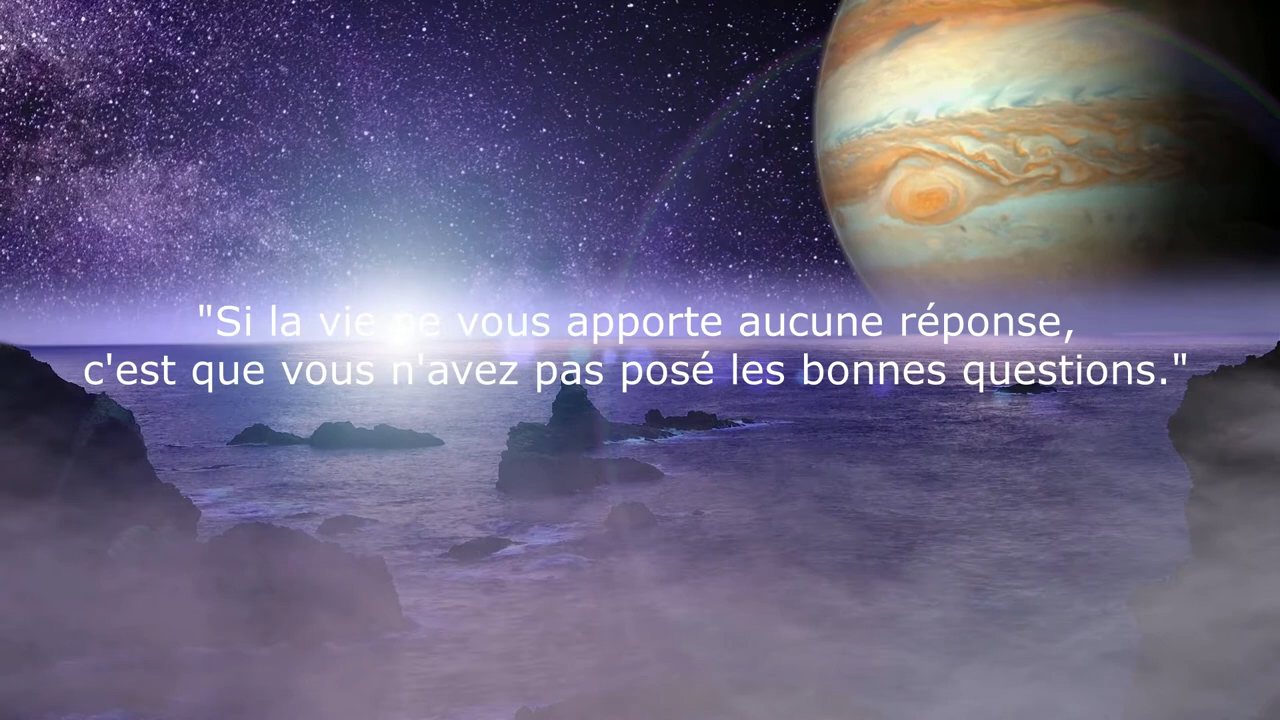 "Si la vie ne vous apporte aucune réponse,
c'est que vous n'avez pas posé les bonnes questions."